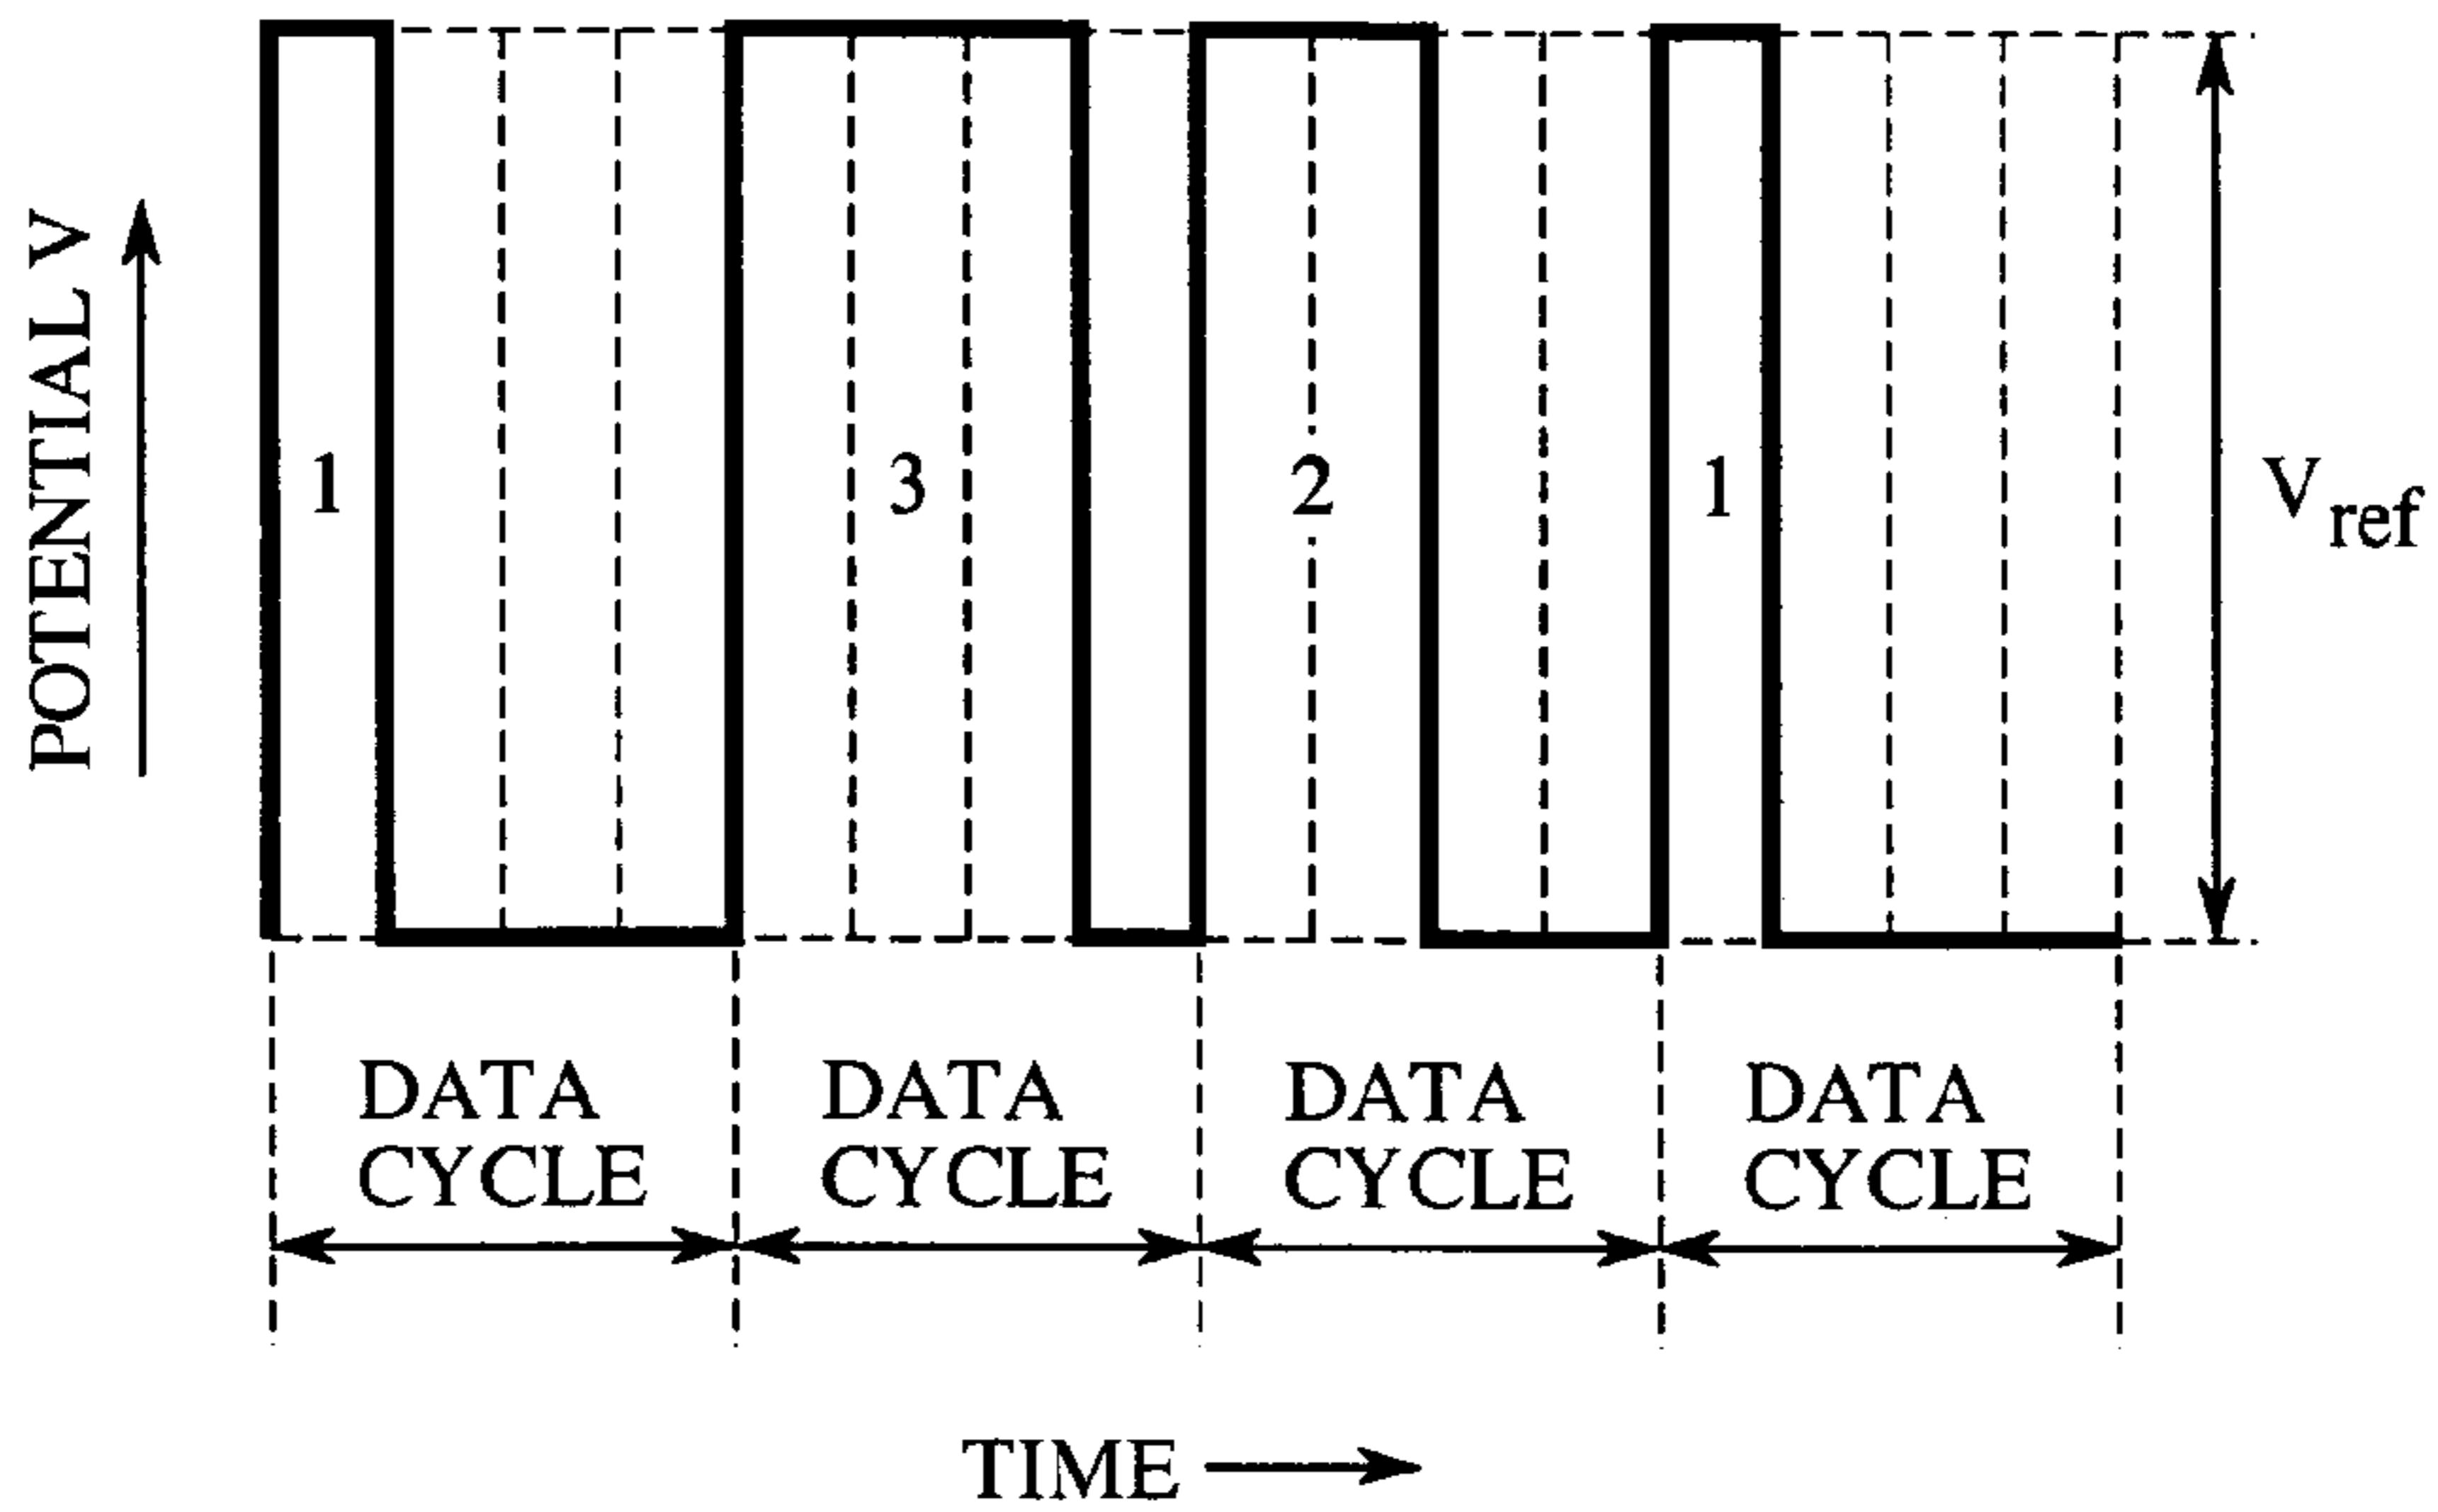 POTENTIAL V
1
3
2
1
Vref
DATA CYCLE
DATA CYCLE
DATA CYCLE
DATA CYCLE
TIME